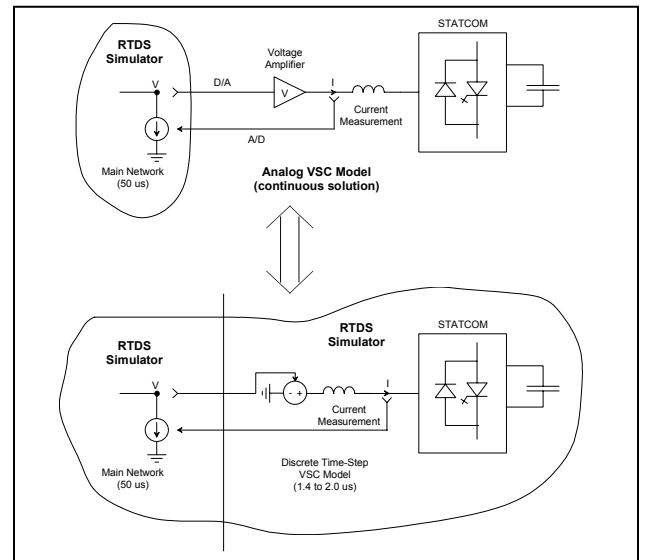 STATCOM
RTDS
Simulator
Voltage
Amplifier
D/A
V
V
I
Current
Measurement
A/D
Main Network
(50 us)
Analog VSC Model
(continuous solution)
RTDS
Simulator
STATCOM
RTDS
Simulator
V
- +
I
Current
Measurement
Main Network
(50 us)
Discrete Time-Step
VSC Model
(1.4 to 2.0 us)